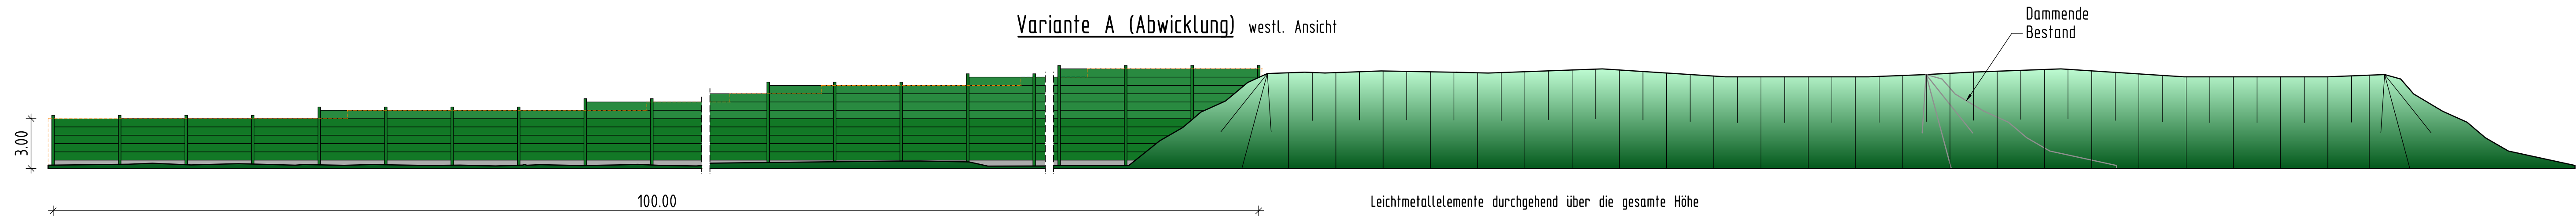 Variante A (Abwicklung) westl. Ansicht
Dammende
Bestand
3.00
100.00
Leichtmetallelemente durchgehend über die gesamte Höhe